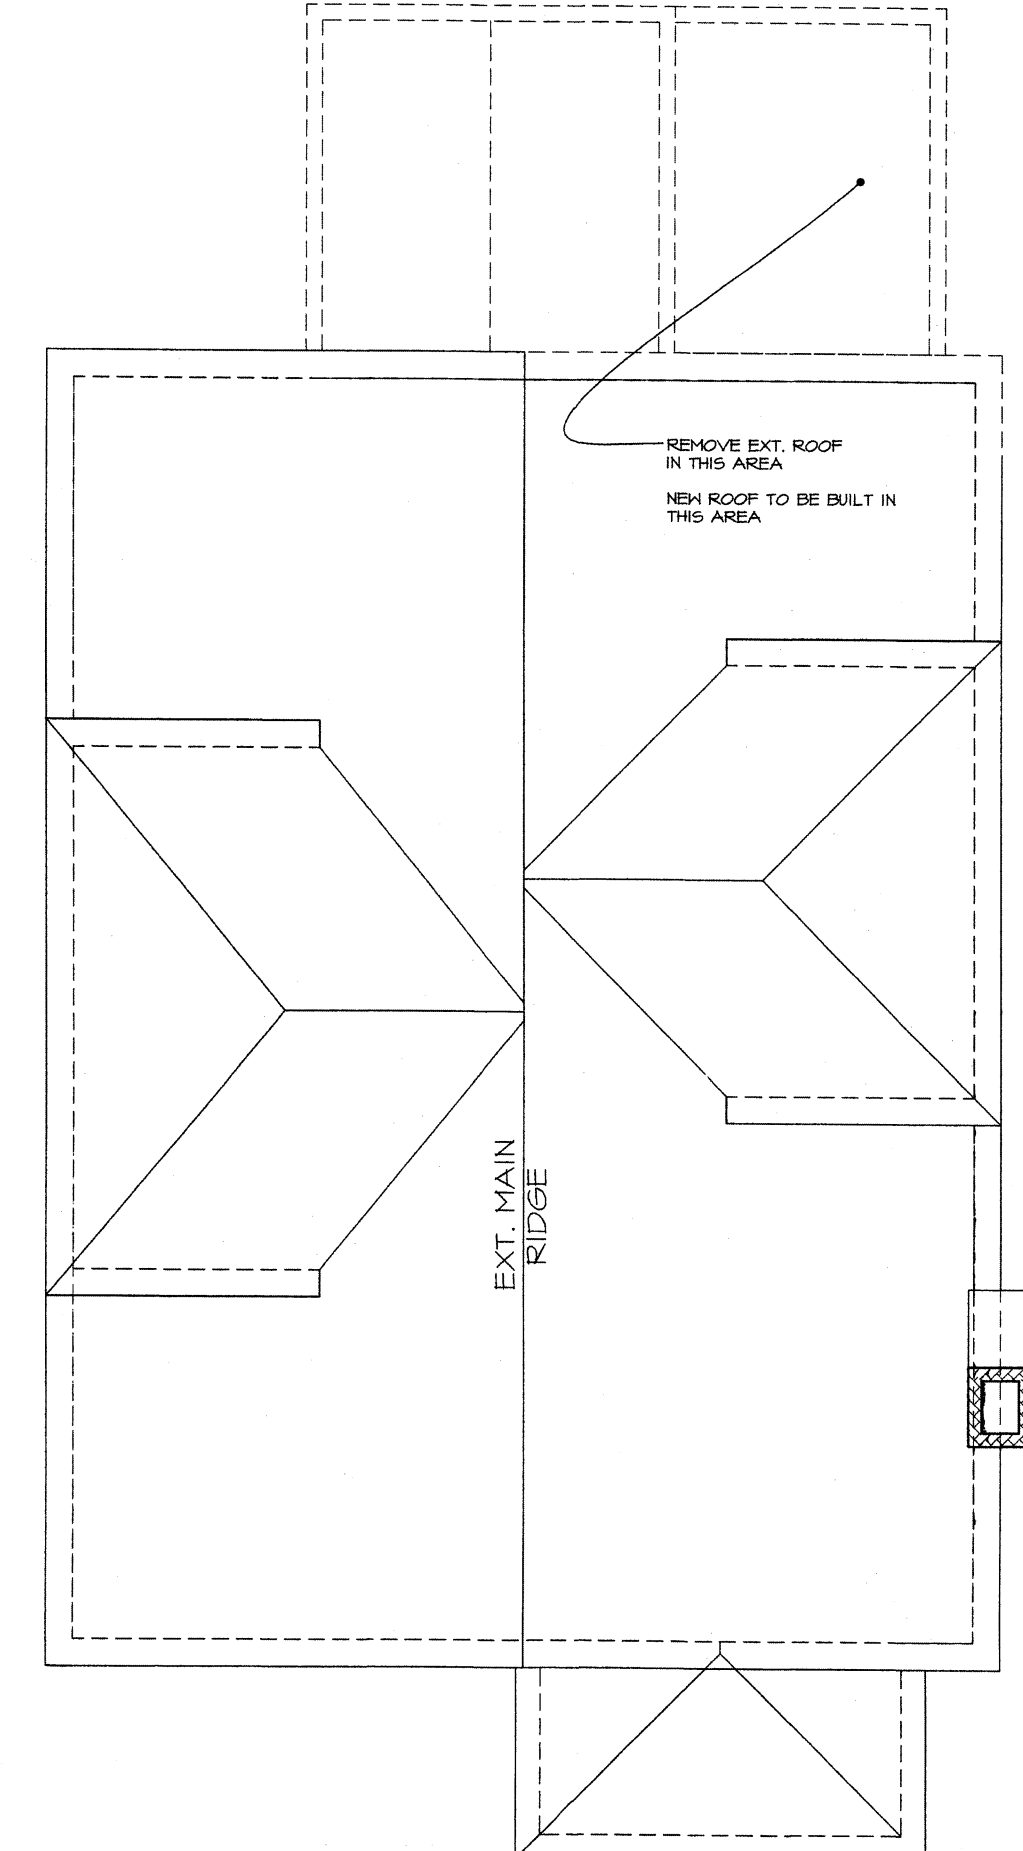 REMOVE EXT. ROOF
IN THIS AREA
NEW ROOF TO BE BUILT IN
THIS AREA
EXT. MAIN
RIDGE